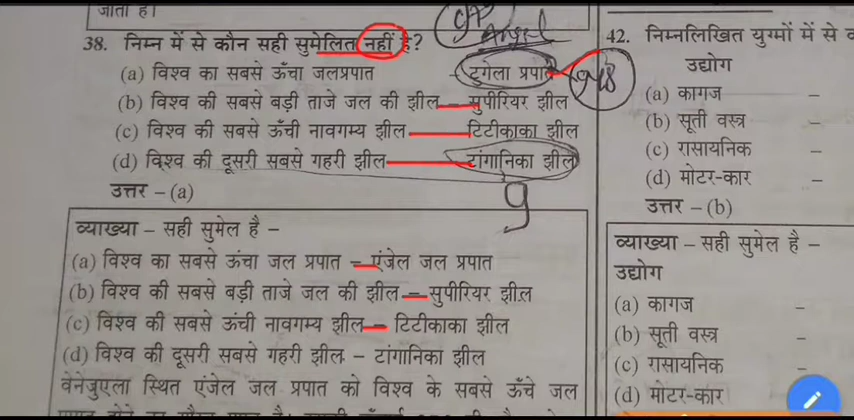 जाता है।
38. निम्न में से कौन सही सुमेलित नहीं है?
(a) विश्व का सबसे ऊँचा जलप्रपात – टुगेला प्रपात
(b) विश्व की सबसे बड़ी ताजे जल की झील – सुपीरियर झील
(c) विश्व की सबसे ऊँची नावगम्य झील – टिटीकाका झील
(d) विश्व की दूसरी सबसे गहरी झील – टांगानिका झील
उत्तर – (a)
व्याख्या – सही सुमेल है –
(a) विश्व का सबसे ऊंचा जल प्रपात – एंजेल जल प्रपात
(b) विश्व की सबसे बड़ी ताजे जल की झील – सुपीरियर झील
(c) विश्व की सबसे ऊंची नावगम्य झील – टिटीकाका झील
(d) विश्व की दूसरी सबसे गहरी झील – टांगानिका झील
वेनेजुएला स्थित एंजेल जल प्रपात को विश्व के सबसे ऊँचे जल
Angel
948
42. निम्नलिखित युग्मों में से
उद्योग
(a) कागज –
(b) सूती वस्त्र –
(c) रासायनिक –
(d) मोटर-कार –
उत्तर – (b)
व्याख्या – सही सुमेल है –
उद्योग
(a) कागज –
(b) सूती वस्त्र –
(c) रासायनिक –
(d) मोटर-कार